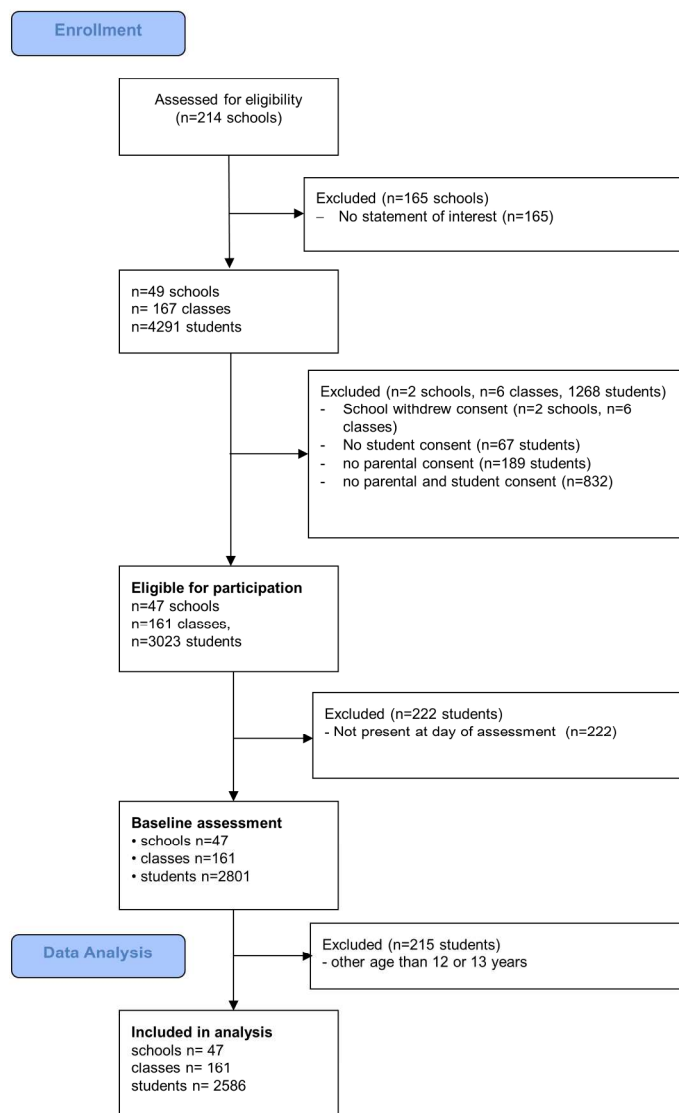 Enrollment
Assessed for eligibility
(n=214 schools)
Excluded (n=165 schools)
– No statement of interest (n=165)
n=49 schools
n= 167 classes
n=4291 students
Excluded (n=2 schools, n=6 classes, 1268 students)
- School withdrew consent (n=2 schools, n=6
classes)
- No student consent (n=67 students)
- no parental consent (n=189 students)
- no parental and student consent (n=832)
Eligible for participation
n=47 schools
n=161 classes,
n=3023 students
Excluded (n=222 students)
- Not present at day of assessment (n=222)
Baseline assessment
• schools n=47
• classes n=161
• students n=2801
Data Analysis
Excluded (n=215 students)
- other age than 12 or 13 years
Included in analysis
schools n= 47
classes n= 161
students n= 2586